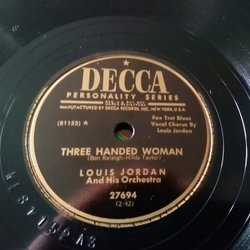 DECCA
PERSONALITY SERIES
MANUFACTURED BY DECCA RECORDS, INC., NEW YORK, U.S.A.
(81152)
Fox Trot Blues
Vocal Chorus By
Louis Jordan
THREE HANDED WOMAN
(Ben Raleigh-Hilda Taylor)
LOUIS JORDAN
And His Orchestra
27694
(2:42)